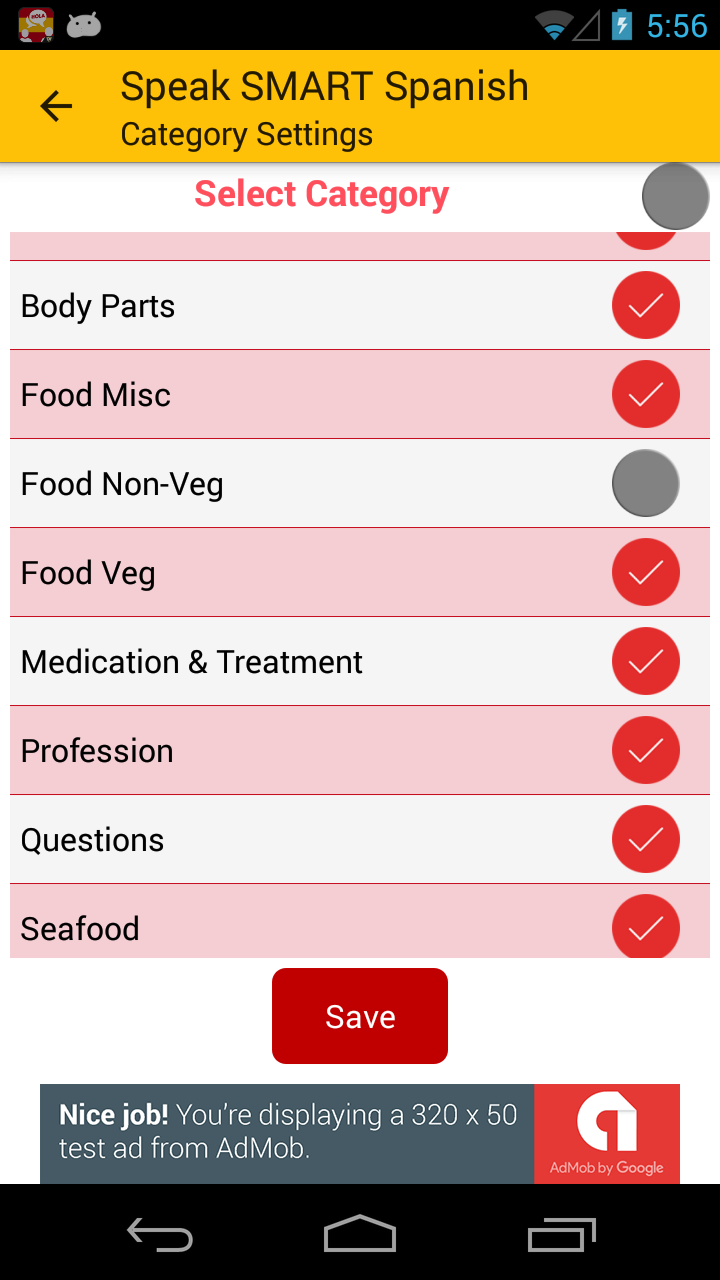 HOLA
5:56
Speak SMART Spanish
Category Settings
Select Category
Body Parts
Food Misc
Food Non-Veg
Food Veg
Medication & Treatment
Profession
Questions
Seafood
Save
Nice job! You're displaying a 320 x 50
test ad from AdMob.
AdMob by Google